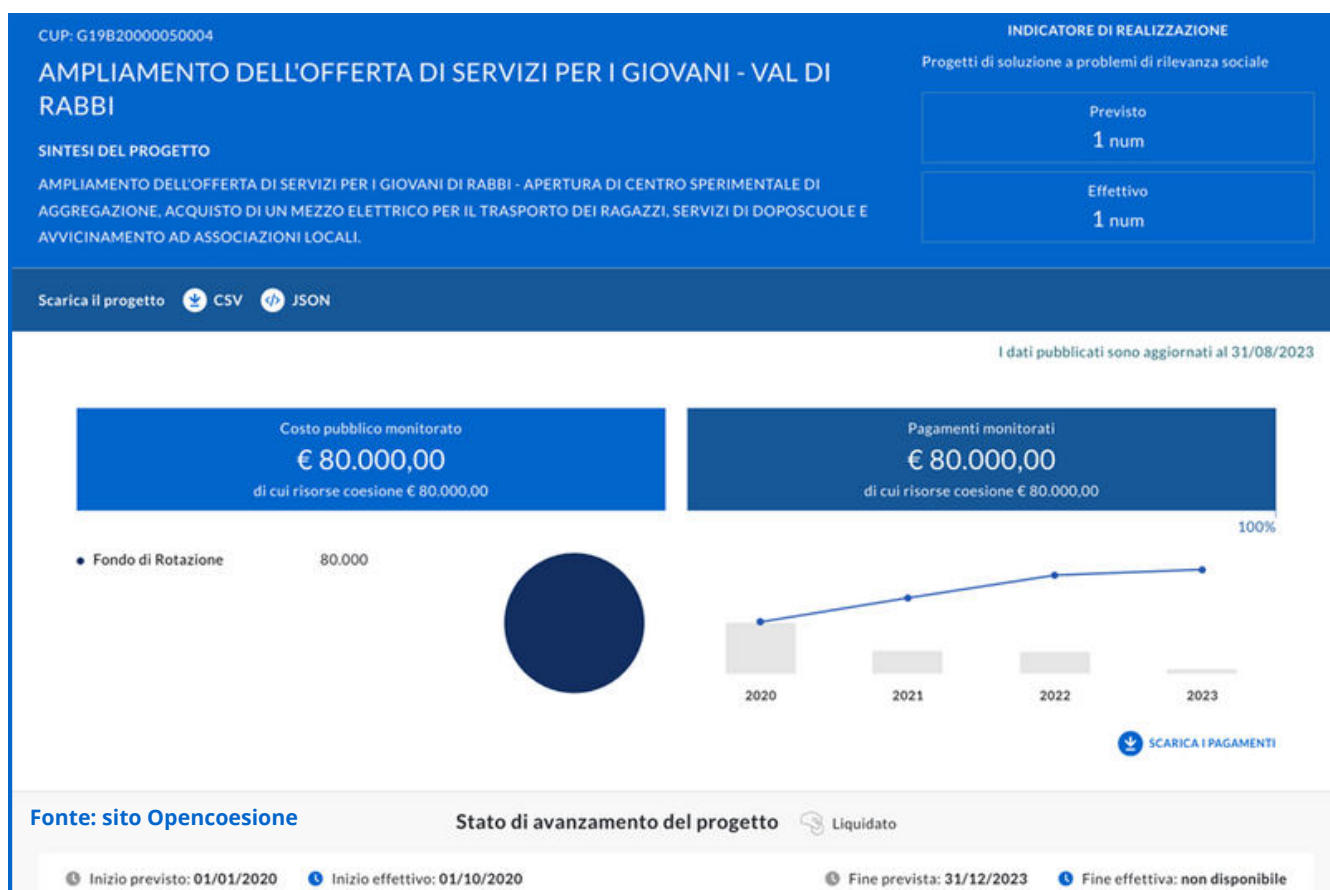 CUP: G19B20000050004
AMPLIAMENTO DELL'OFFERTA DI SERVIZI PER I GIOVANI - VAL DI
RABBI
SINTESI DEL PROGETTO
AMPLIAMENTO DELL'OFFERTA DI SERVIZI PER I GIOVANI DI RABBI - APERTURA DI CENTRO SPERIMENTALE DI
AGGREGAZIONE, ACQUISTO DI UN MEZZO ELETTRICO PER IL TRASPORTO DEI RAGAZZI, SERVIZI DI DOPOSCUOLE E
AVVICINAMENTO AD ASSOCIAZIONI LOCALI.
INDICATORE DI REALIZZAZIONE
Progetti di soluzione a problemi di rilevanza sociale
Previsto
1 num
Effettivo
1 num
Scarica il progetto CSV JSON
I dati pubblicati sono aggiornati al 31/08/2023
Costo pubblico monitorato
€ 80.000,00
di cui risorse coesione € 80.000,00
Pagamenti monitorati
€ 80.000,00
di cui risorse coesione € 80.000,00
100%
Fondo di Rotazione 80.000
2020 2021 2022 2023
SCARICA I PAGAMENTI
Fonte: sito Opencoesione
Stato di avanzamento del progetto Liquidato
Inizio previsto: 01/01/2020 Inizio effettivo: 01/10/2020 Fine prevista: 31/12/2023 Fine effettiva: non disponibile